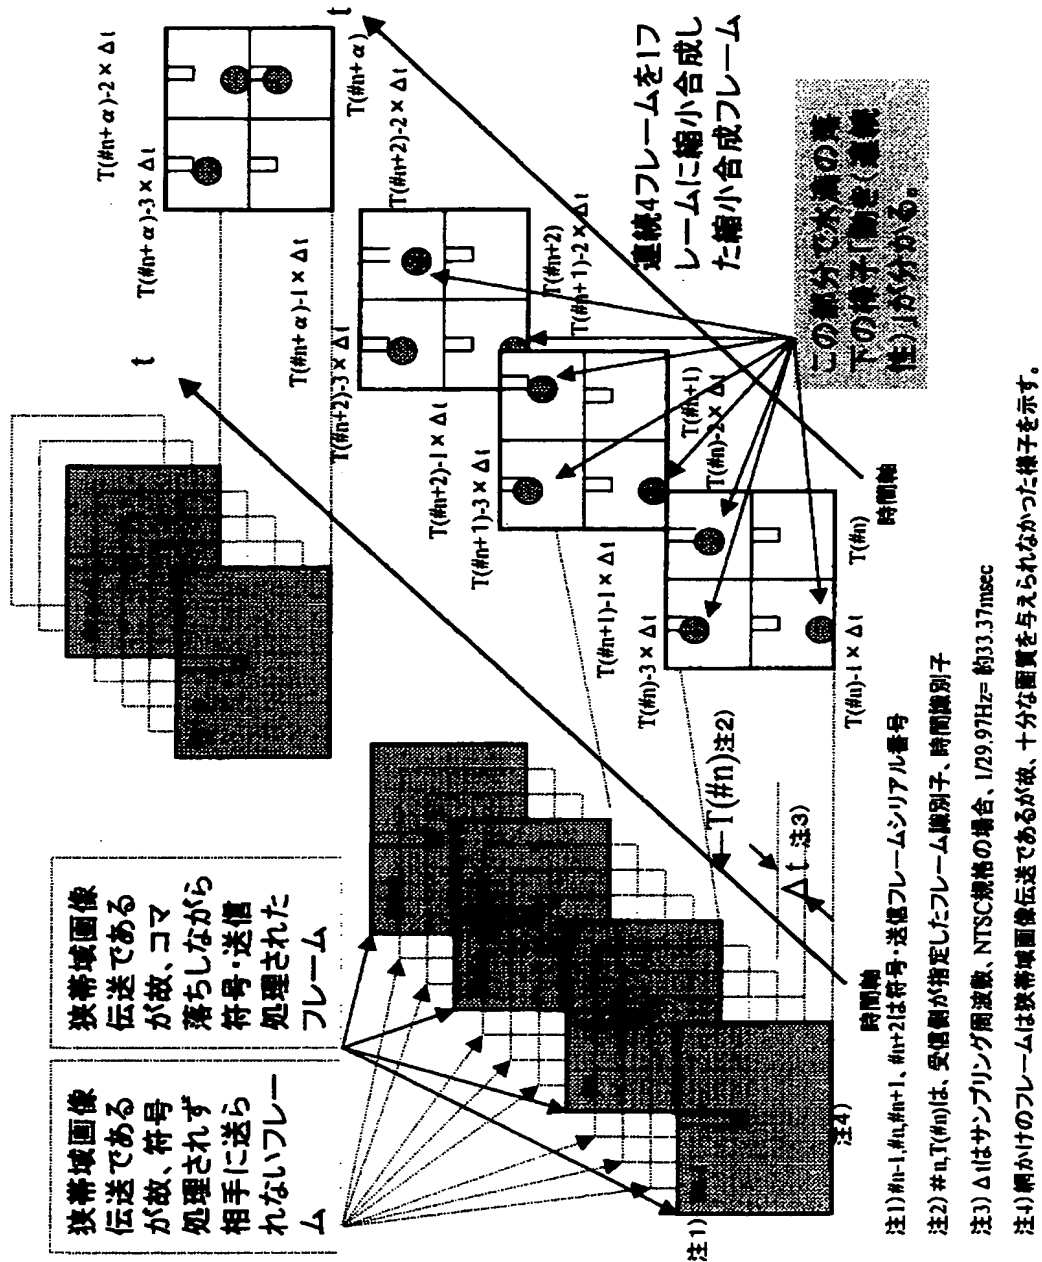 狭帯域画像
伝送である
が故、符号
処理されず
相手に送ら
れないフレー
ム
狭帯域画像
伝送である
が故、コマ
落ちしながら
符号・送信
処理された
フレーム
注1)
注4)
時間軸
t
T(#n)注2)
Δt 注3)
T(#n)-3×Δt
T(#n)-2×Δt
T(#n)-1×Δt
T(#n)
T(#n+1)-3×Δt
T(#n+1)-2×Δt
T(#n+1)-1×Δt
T(#n+1)
T(#n+2)-3×Δt
T(#n+2)-2×Δt
T(#n+2)-1×Δt
T(#n+2)
T(#n+α)-3×Δt
T(#n+α)-2×Δt
T(#n+α)-1×Δt
T(#n+α)
t
時間軸
連続4フレームを1フ
レームに縮小合成し
た縮小合成フレーム
この部分で水滴の落
下の様子「動き(連続
性)」が分かる。
注1)#n-1,#n,#n+1、#n+2は符号・送信フレームシリアル番号
注2)#n,T(#n)は、受信側が指定したフレーム識別子、時間識別子
注3)Δtはサンプリング周波数、NTSC規格の場合、1/29.97Hz=約33.37msec
注4)網かけのフレームは狭帯域画像伝送であるが故、十分な画質を与えられなかった様子を示す。